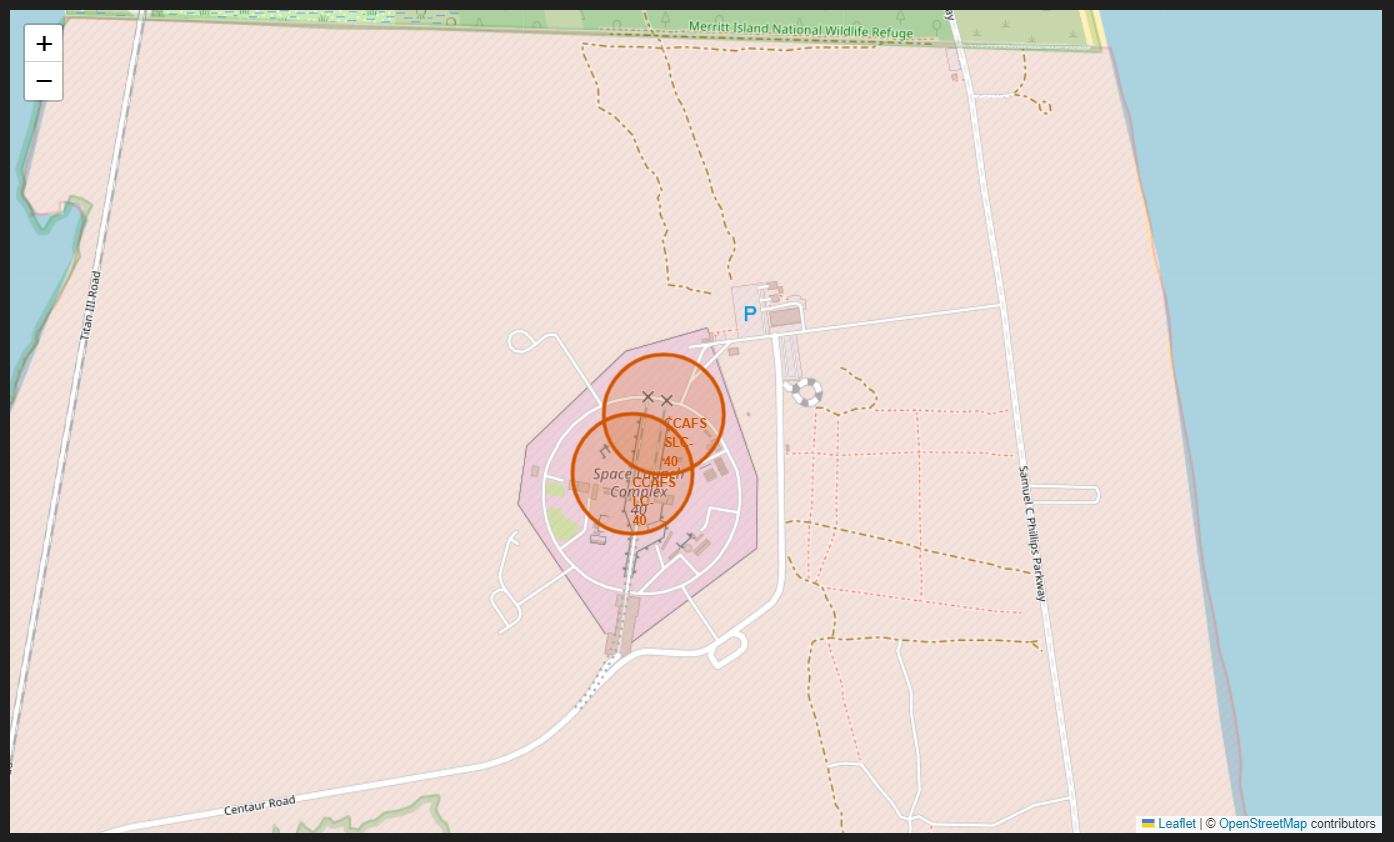 Merritt Island National Wildlife Refuge
ay
+
−
Titan III Road
P
CCAFS
SLC-
40
Space Launch
Complex
40
CCAFS
LC-
40
Samuel C Phillips Parkway
Centaur Road
Leaflet | © OpenStreetMap contributors